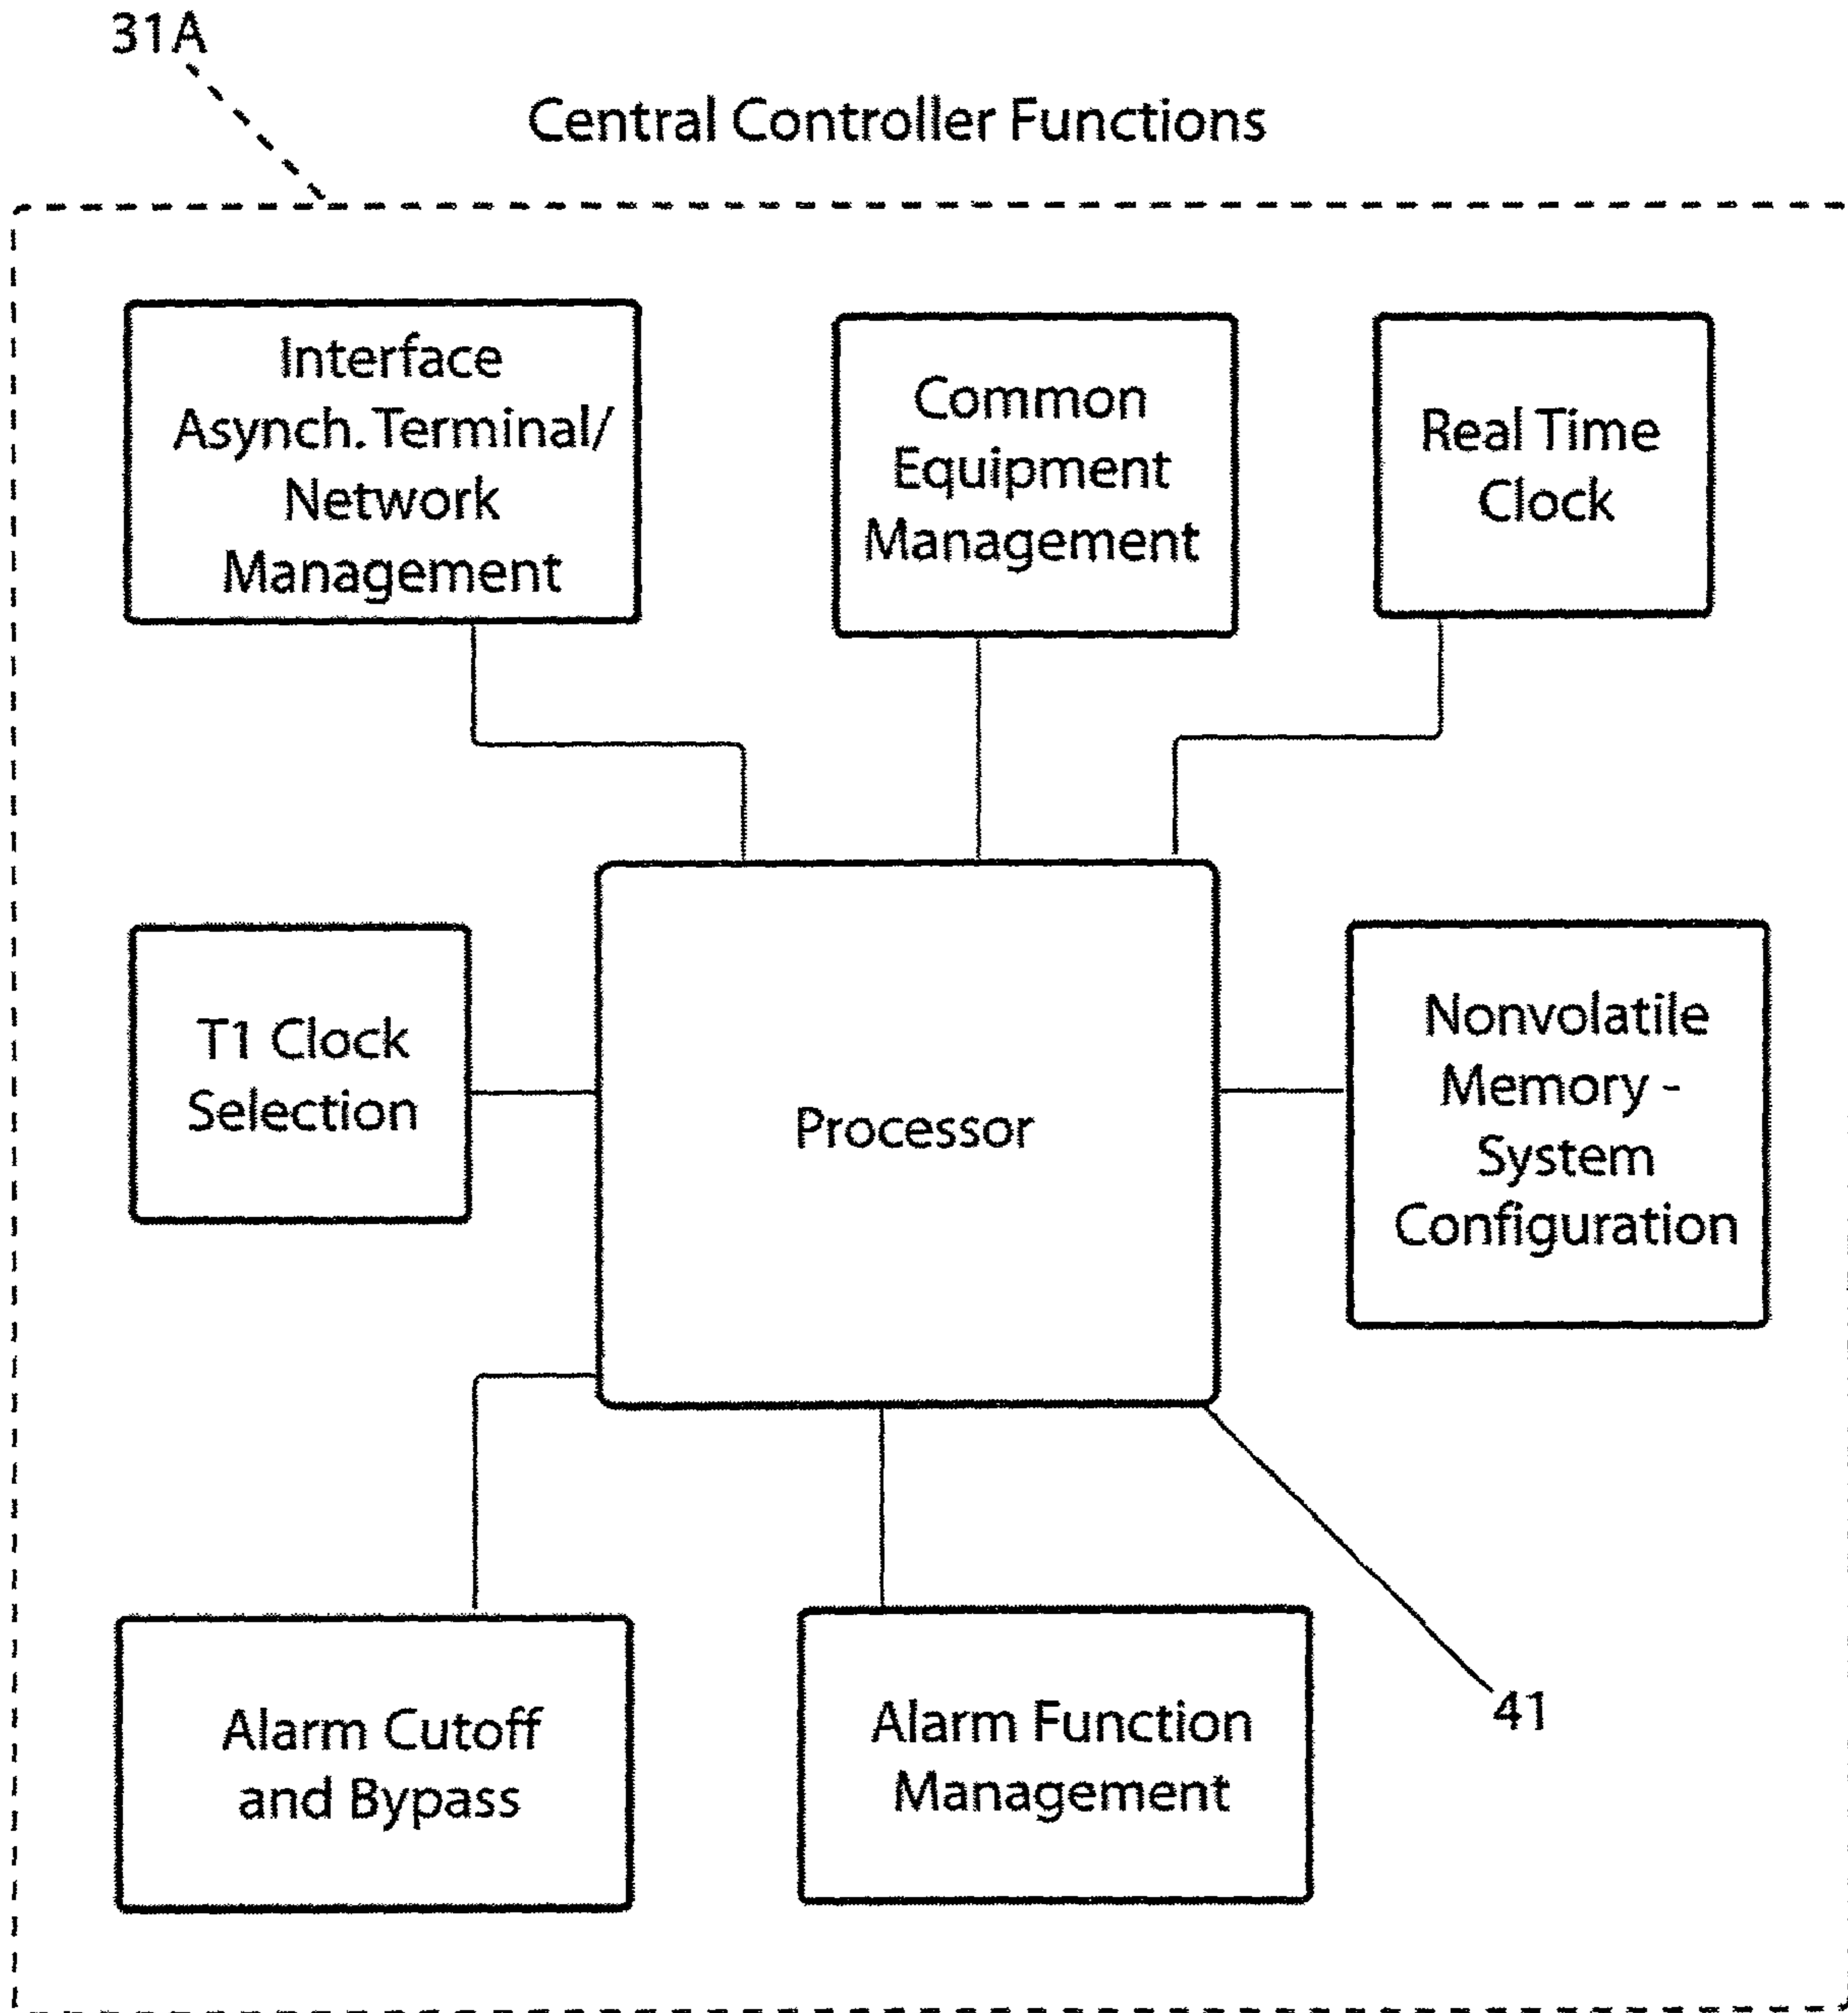 31A
Central Controller Functions
Interface
Asynch. Terminal/
Network
Management
Common
Equipment
Management
Real Time
Clock
T1 Clock
Selection
Processor
Nonvolatile
Memory -
System
Configuration
Alarm Cutoff
and Bypass
Alarm Function
Management
41